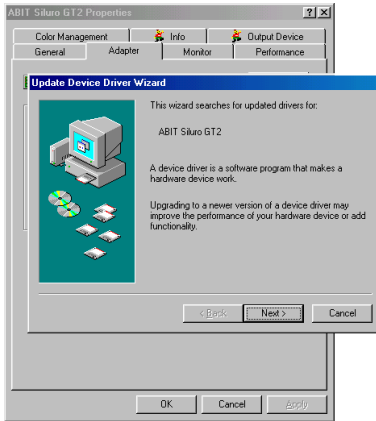 ABIT Siluro GT2 Properties
Color Management
Info
Output Device
General
Adapter
Monitor
Performance
Update Device Driver Wizard
This wizard searches for updated drivers for:
ABIT Siluro GT2
A device driver is a software program that makes a
hardware device work.
Upgrading to a newer version of a device driver may
improve the performance of your hardware device or add
functionality.
< Back
Next >
Cancel
OK
Cancel
Apply